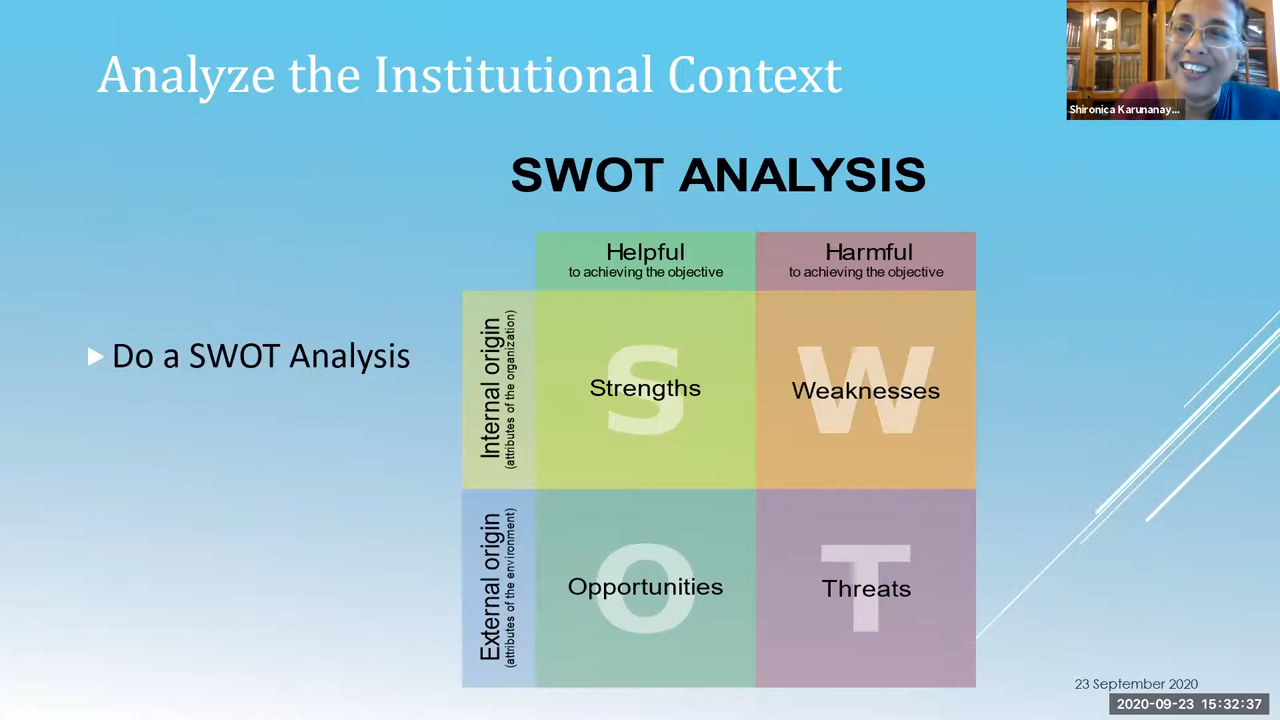 Analyze the Institutional Context
Shironica Karunanay...
SWOT ANALYSIS
Helpful
to achieving the objective
Harmful
to achieving the objective
Do a SWOT Analysis
Internal origin
(attributes of the organization)
S
Strengths
W
Weaknesses
External origin
(attributes of the environment)
O
Opportunities
T
Threats
23 September 2020
2020-09-23 15:32:37